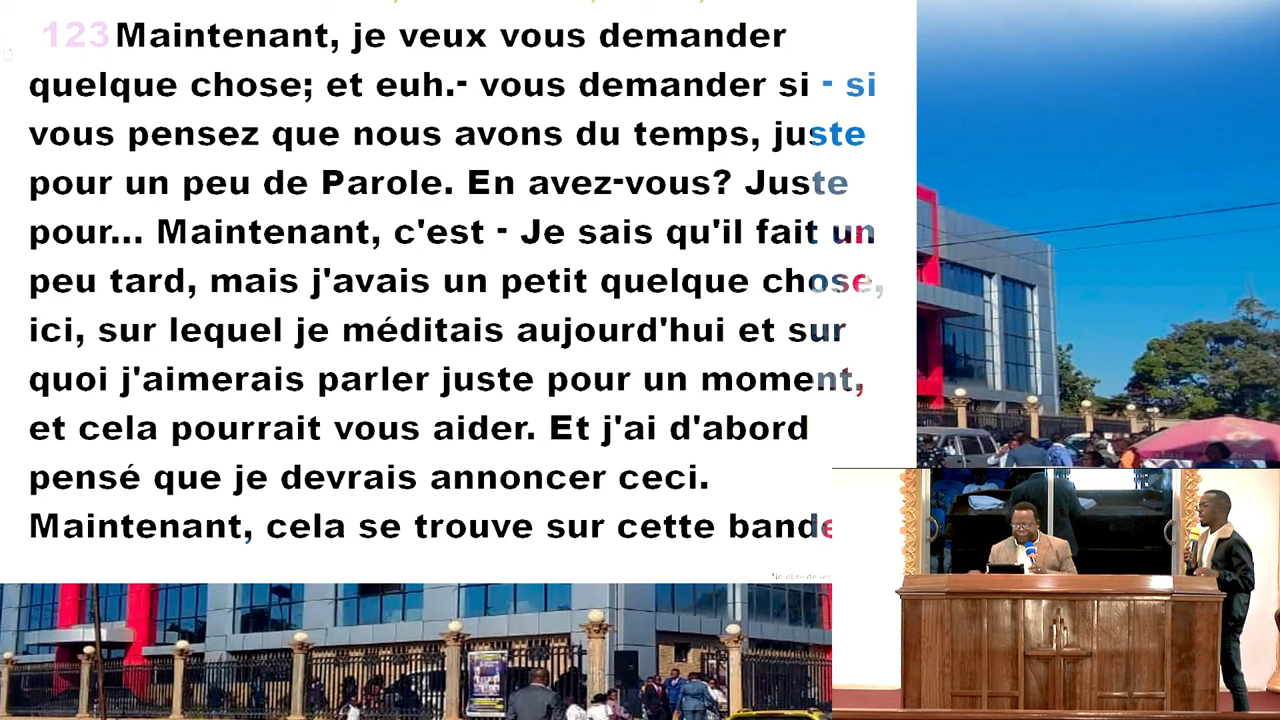 123 Maintenant, je veux vous demander
quelque chose; et euh.- vous demander si - si
vous pensez que nous avons du temps, juste
pour un peu de Parole. En avez-vous? Juste
pour... Maintenant, c'est - Je sais qu'il fait un
peu tard, mais j'avais un petit quelque chose,
ici, sur lequel je méditais aujourd'hui et sur
quoi j'aimerais parler juste pour un moment,
et cela pourrait vous aider. Et j'ai d'abord
pensé que je devrais annoncer ceci.
Maintenant, cela se trouve sur cette bande